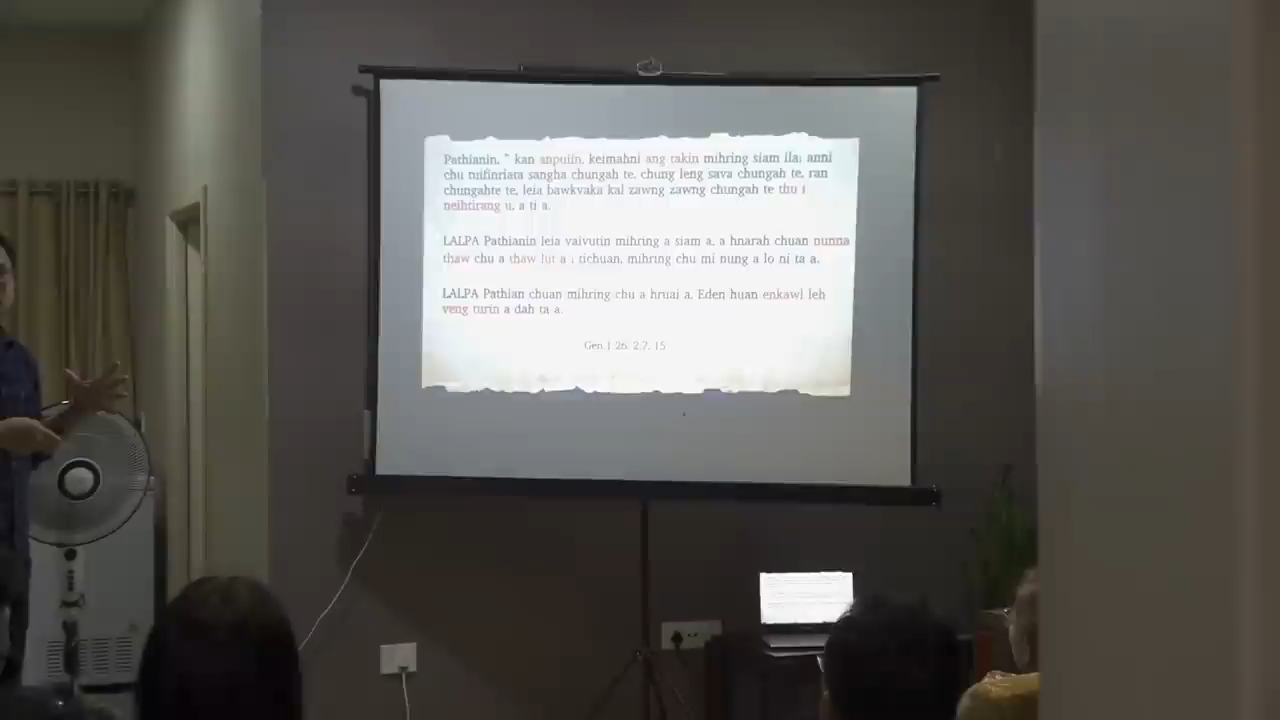 Pathianin, " kan anpuiin, keimahni ang takin mihring siam ila; anni
chu tuifinriata sangha chungah te, chung leng sava chungah te, ran
chungahte te, leia bawkvaka kal zawng zawng chungah te thu i
neihtirang u, a ti a.
LALPA Pathianin leia vaivutin mihring a siam a, a hnarah chuan nunna
thaw chu a thaw lut a ; tichuan, mihring chu mi nung a lo ni ta a.
LALPA Pathian chuan mihring chu a hruai a, Eden huan enkawl leh
veng turin a dah ta a.
Gen.1:26, 2:7, 15